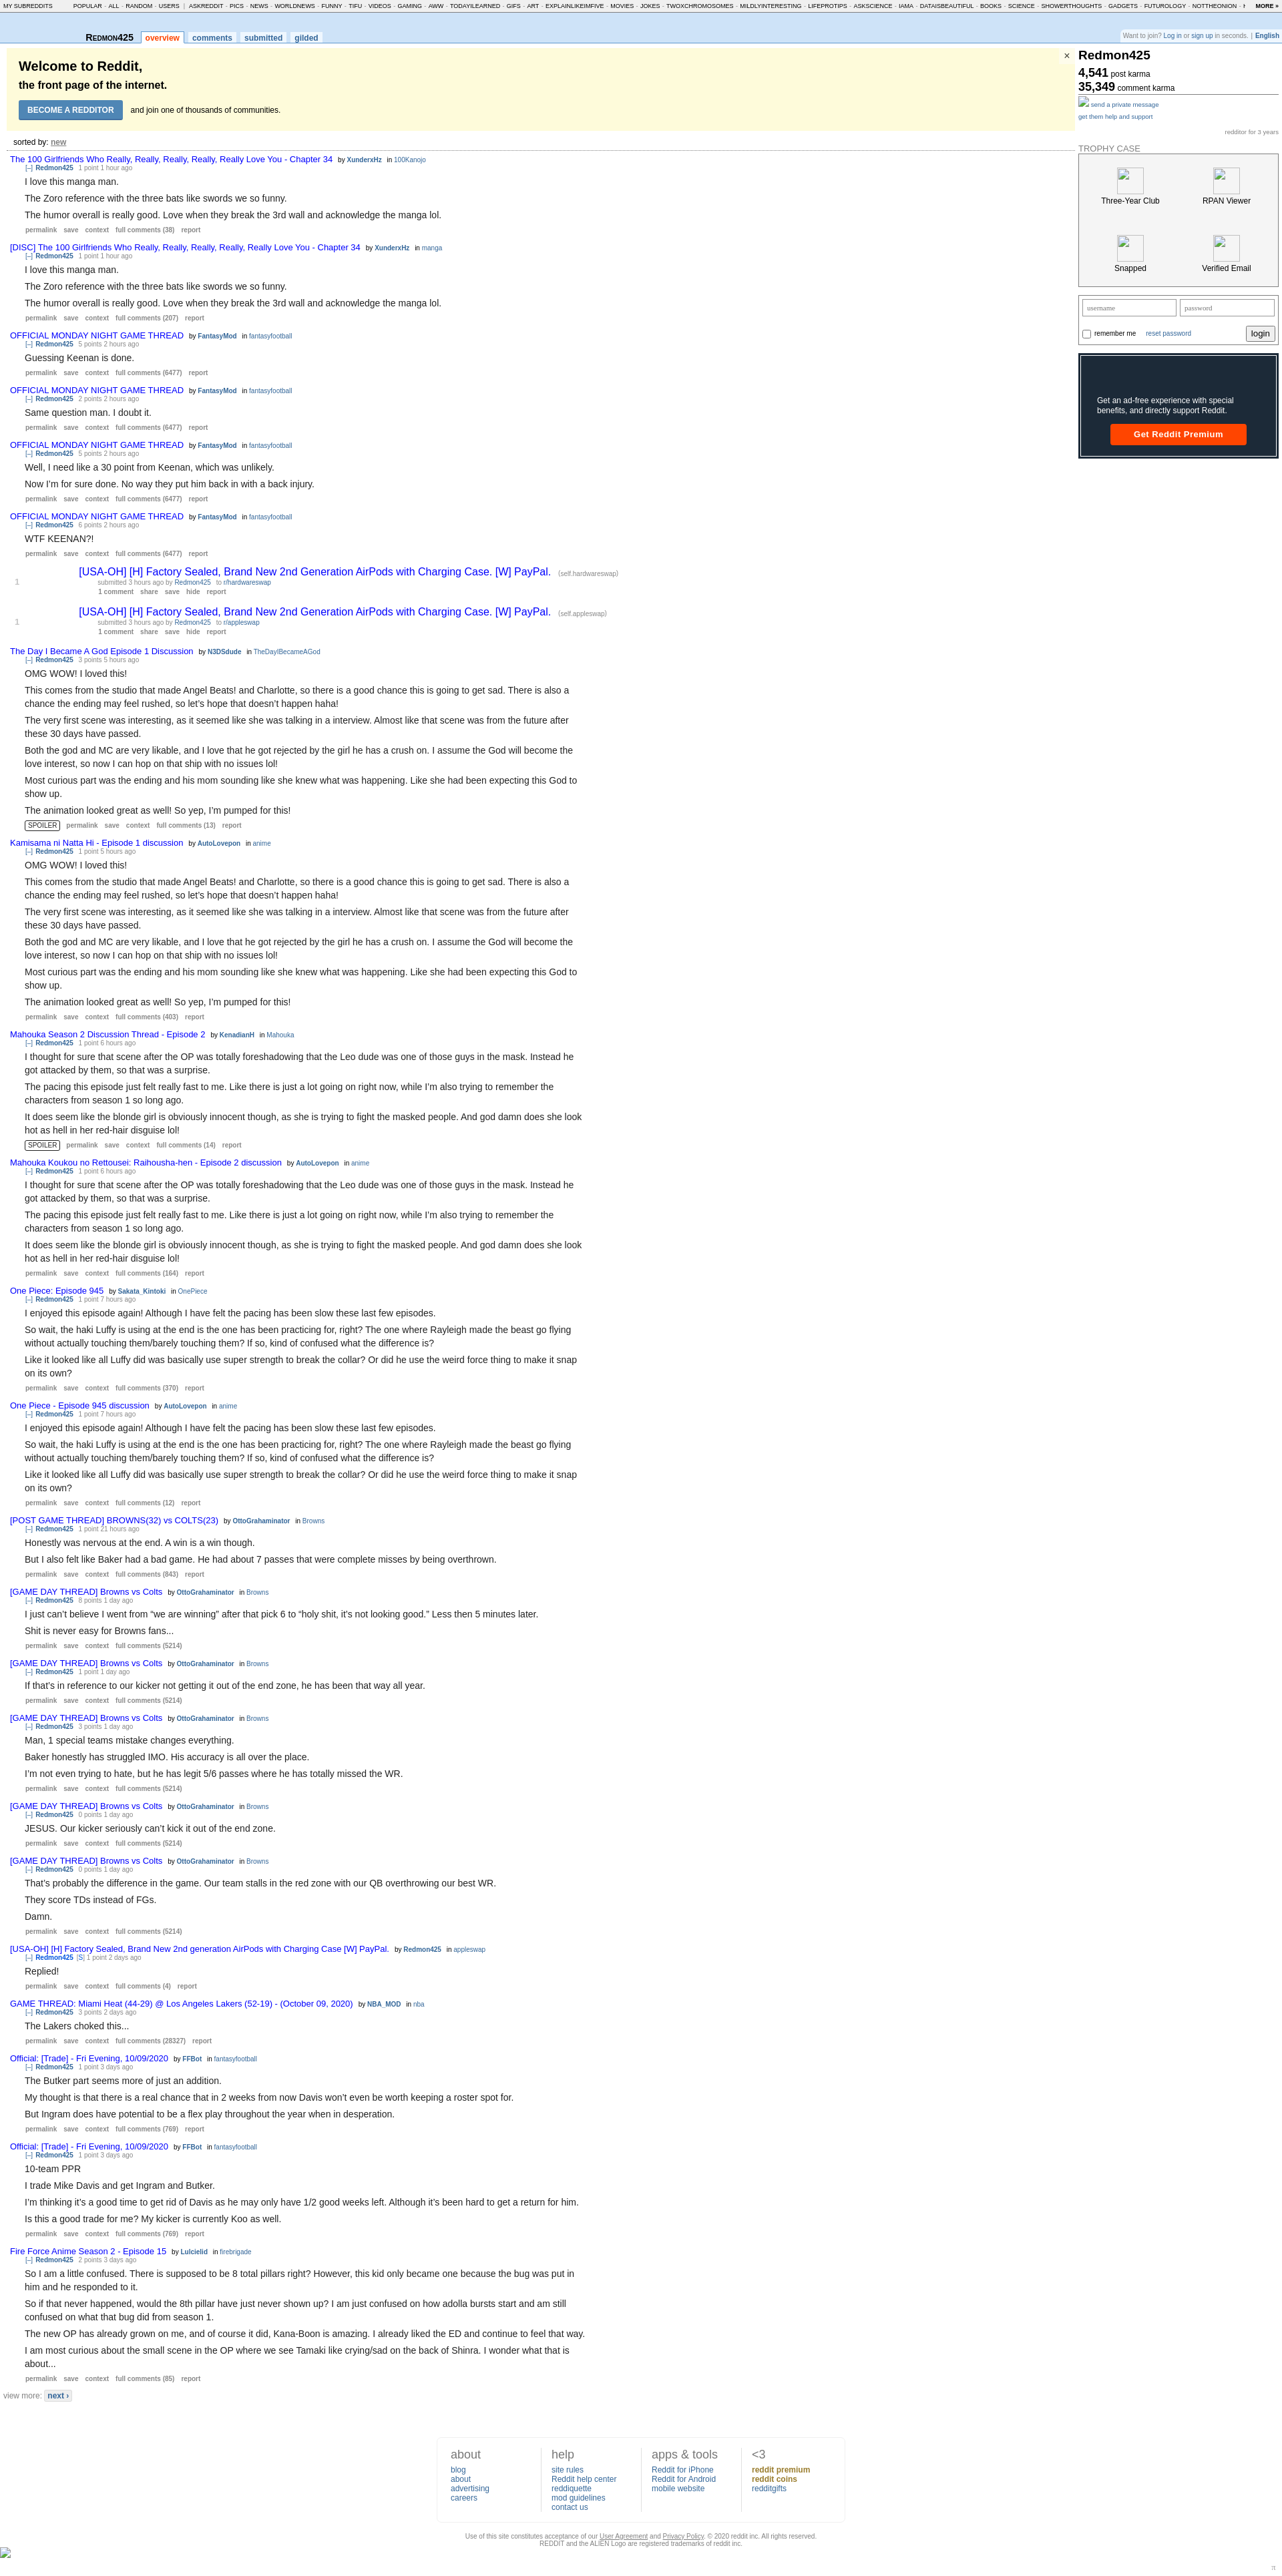 MY SUBREDDITS POPULAR - ALL - RANDOM - USERS | ASKREDDIT - PICS - NEWS - WORLDNEWS - FUNNY - TIFU - VIDEOS - GAMING - AWW - TODAYILEARNED - GIFS - ART - EXPLAINLIKEIMFIVE - MOVIES - JOKES - TWOXCHROMOSOMES - MILDLYINTERESTING - LIFEPROTIPS - ASKSCIENCE - IAMA - DATAISBEAUTIFUL - BOOKS - SCIENCE - SHOWERTHOUGHTS - GADGETS - FUTUROLOGY - NOTTHEONION - MORE »
REDMON425 overview comments submitted gilded
Want to join? Log in or sign up in seconds. | English
×
Welcome to Reddit,
the front page of the internet.
BECOME A REDDITOR and join one of thousands of communities.
sorted by: new
The 100 Girlfriends Who Really, Really, Really, Really, Really Love You - Chapter 34 by XunderxHz in 100Kanojo
[–] Redmon425 1 point 1 hour ago
I love this manga man.
The Zoro reference with the three bats like swords we so funny.
The humor overall is really good. Love when they break the 3rd wall and acknowledge the manga lol.
permalink save context full comments (38) report
[DISC] The 100 Girlfriends Who Really, Really, Really, Really, Really Love You - Chapter 34 by XunderxHz in manga
[–] Redmon425 1 point 1 hour ago
I love this manga man.
The Zoro reference with the three bats like swords we so funny.
The humor overall is really good. Love when they break the 3rd wall and acknowledge the manga lol.
permalink save context full comments (207) report
OFFICIAL MONDAY NIGHT GAME THREAD by FantasyMod in fantasyfootball
[–] Redmon425 5 points 2 hours ago
Guessing Keenan is done.
permalink save context full comments (6477) report
OFFICIAL MONDAY NIGHT GAME THREAD by FantasyMod in fantasyfootball
[–] Redmon425 2 points 2 hours ago
Same question man. I doubt it.
permalink save context full comments (6477) report
OFFICIAL MONDAY NIGHT GAME THREAD by FantasyMod in fantasyfootball
[–] Redmon425 5 points 2 hours ago
Well, I need like a 30 point from Keenan, which was unlikely.
Now I’m for sure done. No way they put him back in with a back injury.
permalink save context full comments (6477) report
OFFICIAL MONDAY NIGHT GAME THREAD by FantasyMod in fantasyfootball
[–] Redmon425 6 points 2 hours ago
WTF KEENAN?!
permalink save context full comments (6477) report
[USA-OH] [H] Factory Sealed, Brand New 2nd Generation AirPods with Charging Case. [W] PayPal. (self.hardwareswap)
1 submitted 3 hours ago by Redmon425 to r/hardwareswap
1 comment share save hide report
[USA-OH] [H] Factory Sealed, Brand New 2nd Generation AirPods with Charging Case. [W] PayPal. (self.appleswap)
1 submitted 3 hours ago by Redmon425 to r/appleswap
1 comment share save hide report
The Day I Became A God Episode 1 Discussion by N3DSdude in TheDayIBecameAGod
[–] Redmon425 3 points 5 hours ago
OMG WOW! I loved this!
This comes from the studio that made Angel Beats! and Charlotte, so there is a good chance this is going to get sad. There is also a
chance the ending may feel rushed, so let’s hope that doesn’t happen haha!
The very first scene was interesting, as it seemed like she was talking in a interview. Almost like that scene was from the future after
these 30 days have passed.
Both the god and MC are very likable, and I love that he got rejected by the girl he has a crush on. I assume the God will become the
love interest, so now I can hop on that ship with no issues lol!
Most curious part was the ending and his mom sounding like she knew what was happening. Like she had been expecting this God to
show up.
The animation looked great as well! So yep, I’m pumped for this!
SPOILER permalink save context full comments (13) report
Kamisama ni Natta Hi - Episode 1 discussion by AutoLovepon in anime
[–] Redmon425 1 point 5 hours ago
OMG WOW! I loved this!
This comes from the studio that made Angel Beats! and Charlotte, so there is a good chance this is going to get sad. There is also a
chance the ending may feel rushed, so let’s hope that doesn’t happen haha!
The very first scene was interesting, as it seemed like she was talking in a interview. Almost like that scene was from the future after
these 30 days have passed.
Both the god and MC are very likable, and I love that he got rejected by the girl he has a crush on. I assume the God will become the
love interest, so now I can hop on that ship with no issues lol!
Most curious part was the ending and his mom sounding like she knew what was happening. Like she had been expecting this God to
show up.
The animation looked great as well! So yep, I’m pumped for this!
permalink save context full comments (403) report
Mahouka Season 2 Discussion Thread - Episode 2 by KenadianH in Mahouka
[–] Redmon425 1 point 6 hours ago
I thought for sure that scene after the OP was totally foreshadowing that the Leo dude was one of those guys in the mask. Instead he
got attacked by them, so that was a surprise.
The pacing this episode just felt really fast to me. Like there is just a lot going on right now, while I’m also trying to remember the
characters from season 1 so long ago.
It does seem like the blonde girl is obviously innocent though, as she is trying to fight the masked people. And god damn does she look
hot as hell in her red-hair disguise lol!
SPOILER permalink save context full comments (14) report
Mahouka Koukou no Rettousei: Raihousha-hen - Episode 2 discussion by AutoLovepon in anime
[–] Redmon425 1 point 6 hours ago
I thought for sure that scene after the OP was totally foreshadowing that the Leo dude was one of those guys in the mask. Instead he
got attacked by them, so that was a surprise.
The pacing this episode just felt really fast to me. Like there is just a lot going on right now, while I’m also trying to remember the
characters from season 1 so long ago.
It does seem like the blonde girl is obviously innocent though, as she is trying to fight the masked people. And god damn does she look
hot as hell in her red-hair disguise lol!
permalink save context full comments (164) report
One Piece: Episode 945 by Sakata_Kintoki in OnePiece
[–] Redmon425 1 point 7 hours ago
I enjoyed this episode again! Although I have felt the pacing has been slow these last few episodes.
So wait, the haki Luffy is using at the end is the one has been practicing for, right? The one where Rayleigh made the beast go flying
without actually touching them/barely touching them? If so, kind of confused what the difference is?
Like it looked like all Luffy did was basically use super strength to break the collar? Or did he use the weird force thing to make it snap
on its own?
permalink save context full comments (370) report
One Piece - Episode 945 discussion by AutoLovepon in anime
[–] Redmon425 1 point 7 hours ago
I enjoyed this episode again! Although I have felt the pacing has been slow these last few episodes.
So wait, the haki Luffy is using at the end is the one has been practicing for, right? The one where Rayleigh made the beast go flying
without actually touching them/barely touching them? If so, kind of confused what the difference is?
Like it looked like all Luffy did was basically use super strength to break the collar? Or did he use the weird force thing to make it snap
on its own?
permalink save context full comments (12) report
[POST GAME THREAD] BROWNS(32) vs COLTS(23) by OttoGrahaminator in Browns
[–] Redmon425 1 point 21 hours ago
Honestly was nervous at the end. A win is a win though.
But I also felt like Baker had a bad game. He had about 7 passes that were complete misses by being overthrown.
permalink save context full comments (843) report
[GAME DAY THREAD] Browns vs Colts by OttoGrahaminator in Browns
[–] Redmon425 8 points 1 day ago
I just can’t believe I went from “we are winning” after that pick 6 to “holy shit, it’s not looking good.” Less then 5 minutes later.
Shit is never easy for Browns fans...
permalink save context full comments (5214)
[GAME DAY THREAD] Browns vs Colts by OttoGrahaminator in Browns
[–] Redmon425 1 point 1 day ago
If that’s in reference to our kicker not getting it out of the end zone, he has been that way all year.
permalink save context full comments (5214)
[GAME DAY THREAD] Browns vs Colts by OttoGrahaminator in Browns
[–] Redmon425 3 points 1 day ago
Man, 1 special teams mistake changes everything.
Baker honestly has struggled IMO. His accuracy is all over the place.
I’m not even trying to hate, but he has legit 5/6 passes where he has totally missed the WR.
permalink save context full comments (5214)
[GAME DAY THREAD] Browns vs Colts by OttoGrahaminator in Browns
[–] Redmon425 0 points 1 day ago
JESUS. Our kicker seriously can’t kick it out of the end zone.
permalink save context full comments (5214)
[GAME DAY THREAD] Browns vs Colts by OttoGrahaminator in Browns
[–] Redmon425 0 points 1 day ago
That’s probably the difference in the game. Our team stalls in the red zone with our QB overthrowing our best WR.
They score TDs instead of FGs.
Damn.
permalink save context full comments (5214)
[USA-OH] [H] Factory Sealed, Brand New 2nd generation AirPods with Charging Case [W] PayPal. by Redmon425 in appleswap
[–] Redmon425 [S] 1 point 2 days ago
Replied!
permalink save context full comments (4) report
GAME THREAD: Miami Heat (44-29) @ Los Angeles Lakers (52-19) - (October 09, 2020) by NBA_MOD in nba
[–] Redmon425 3 points 2 days ago
The Lakers choked this...
permalink save context full comments (28327) report
Official: [Trade] - Fri Evening, 10/09/2020 by FFBot in fantasyfootball
[–] Redmon425 1 point 3 days ago
The Butker part seems more of just an addition.
My thought is that there is a real chance that in 2 weeks from now Davis won’t even be worth keeping a roster spot for.
But Ingram does have potential to be a flex play throughout the year when in desperation.
permalink save context full comments (769) report
Official: [Trade] - Fri Evening, 10/09/2020 by FFBot in fantasyfootball
[–] Redmon425 1 point 3 days ago
10-team PPR
I trade Mike Davis and get Ingram and Butker.
I’m thinking it’s a good time to get rid of Davis as he may only have 1/2 good weeks left. Although it’s been hard to get a return for him.
Is this a good trade for me? My kicker is currently Koo as well.
permalink save context full comments (769) report
Fire Force Anime Season 2 - Episode 15 by Lulcielid in firebrigade
[–] Redmon425 2 points 3 days ago
So I am a little confused. There is supposed to be 8 total pillars right? However, this kid only became one because the bug was put in
him and he responded to it.
So if that never happened, would the 8th pillar have just never shown up? I am just confused on how adolla bursts start and am still
confused on what that bug did from season 1.
The new OP has already grown on me, and of course it did, Kana-Boon is amazing. I already liked the ED and continue to feel that way.
I am most curious about the small scene in the OP where we see Tamaki like crying/sad on the back of Shinra. I wonder what that is
about...
permalink save context full comments (85) report
view more: next ›
Redmon425
4,541 post karma
35,349 comment karma
send a private message
get them help and support
redditor for 3 years
TROPHY CASE
Three-Year Club RPAN Viewer
Snapped Verified Email
username password
remember me reset password login
Get an ad-free experience with special
benefits, and directly support Reddit.
Get Reddit Premium
about
blog
about
advertising
careers
help
site rules
Reddit help center
reddiquette
mod guidelines
contact us
apps & tools
Reddit for iPhone
Reddit for Android
mobile website
<3
reddit premium
reddit coins
redditgifts
Use of this site constitutes acceptance of our User Agreement and Privacy Policy. © 2020 reddit inc. All rights reserved.
REDDIT and the ALIEN Logo are registered trademarks of reddit inc.
π